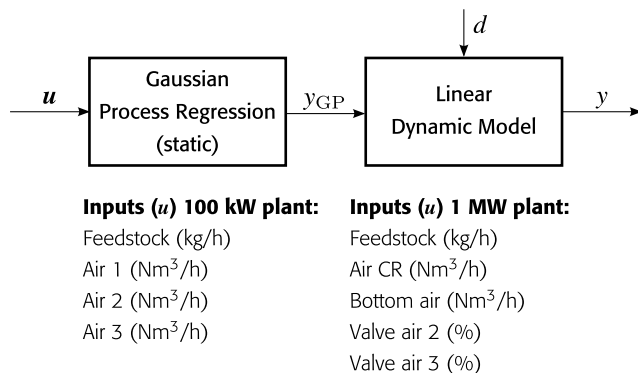 d
Gaussian
Process Regression
(static)
Linear
Dynamic Model
u
yGP
y
Inputs (u) 100 kW plant:
Feedstock (kg/h)
Air 1 (Nm³/h)
Air 2 (Nm³/h)
Air 3 (Nm³/h)
Inputs (u) 1 MW plant:
Feedstock (kg/h)
Air CR (Nm³/h)
Bottom air (Nm³/h)
Valve air 2 (%)
Valve air 3 (%)